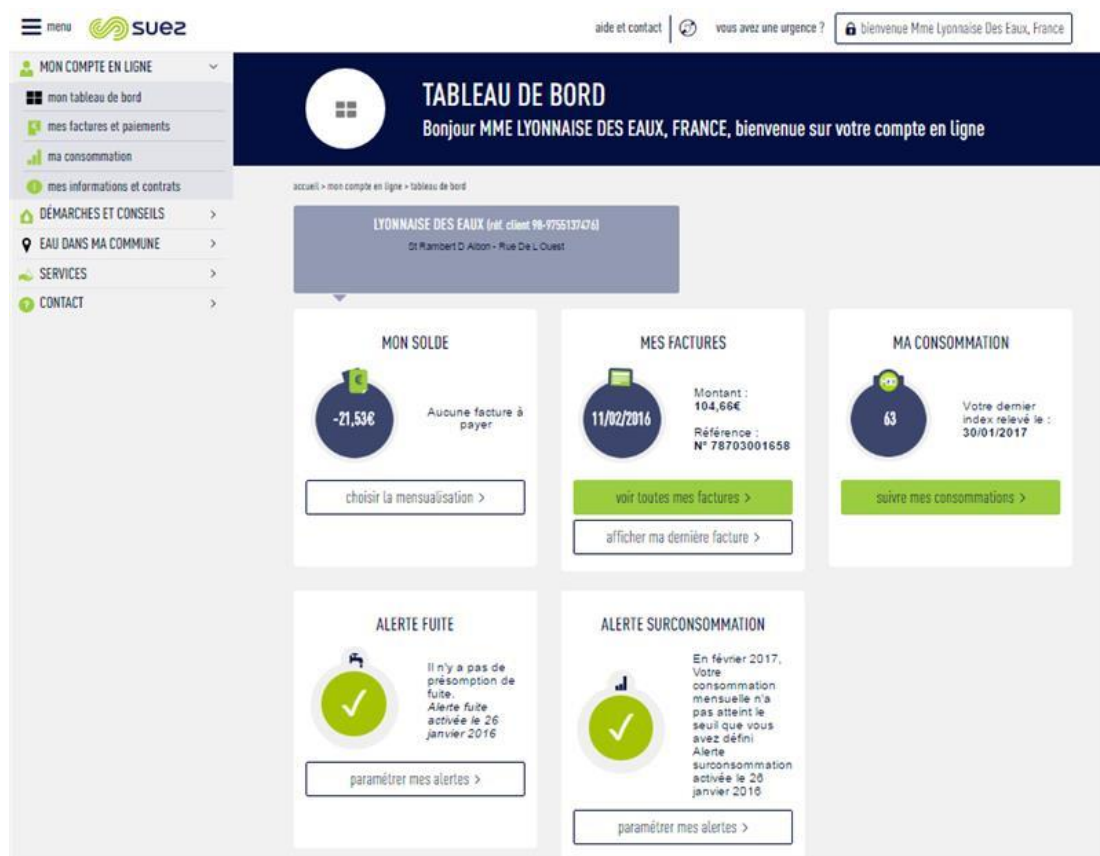 menu
suez
aide et contact
vous avez une urgence ?
bienvenue Mme Lyonnaise Des Eaux, France
MON COMPTE EN LIGNE
mon tableau de bord
mes factures et paiements
ma consommation
mes informations et contrats
DÉMARCHES ET CONSEILS
EAU DANS MA COMMUNE
SERVICES
CONTACT
TABLEAU DE BORD
Bonjour MME LYONNAISE DES EAUX, FRANCE, bienvenue sur votre compte en ligne
accueil > mon compte en ligne > tableau de bord
LYONNAISE DES EAUX (réf. client 98-9755137476)
St Rambert D Albon - Rue De L Ouest
MON SOLDE
-21,53€
Aucune facture à
payer
choisir la mensualisation >
MES FACTURES
11/02/2016
Montant :
104,66€
Référence :
N° 78703001658
voir toutes mes factures >
afficher ma dernière facture >
MA CONSOMMATION
63
Votre dernier
index relevé le :
30/01/2017
suivre mes consommations >
ALERTE FUITE
Il n'y a pas de
présomption de
fuite.
Alerte fuite
activée le 26
janvier 2016
paramétrer mes alertes >
ALERTE SURCONSOMMATION
En février 2017,
Votre
consommation
mensuelle n'a
pas atteint le
seuil que vous
avez défini
Alerte
surconsommation
activée le 26
janvier 2016
paramétrer mes alertes >